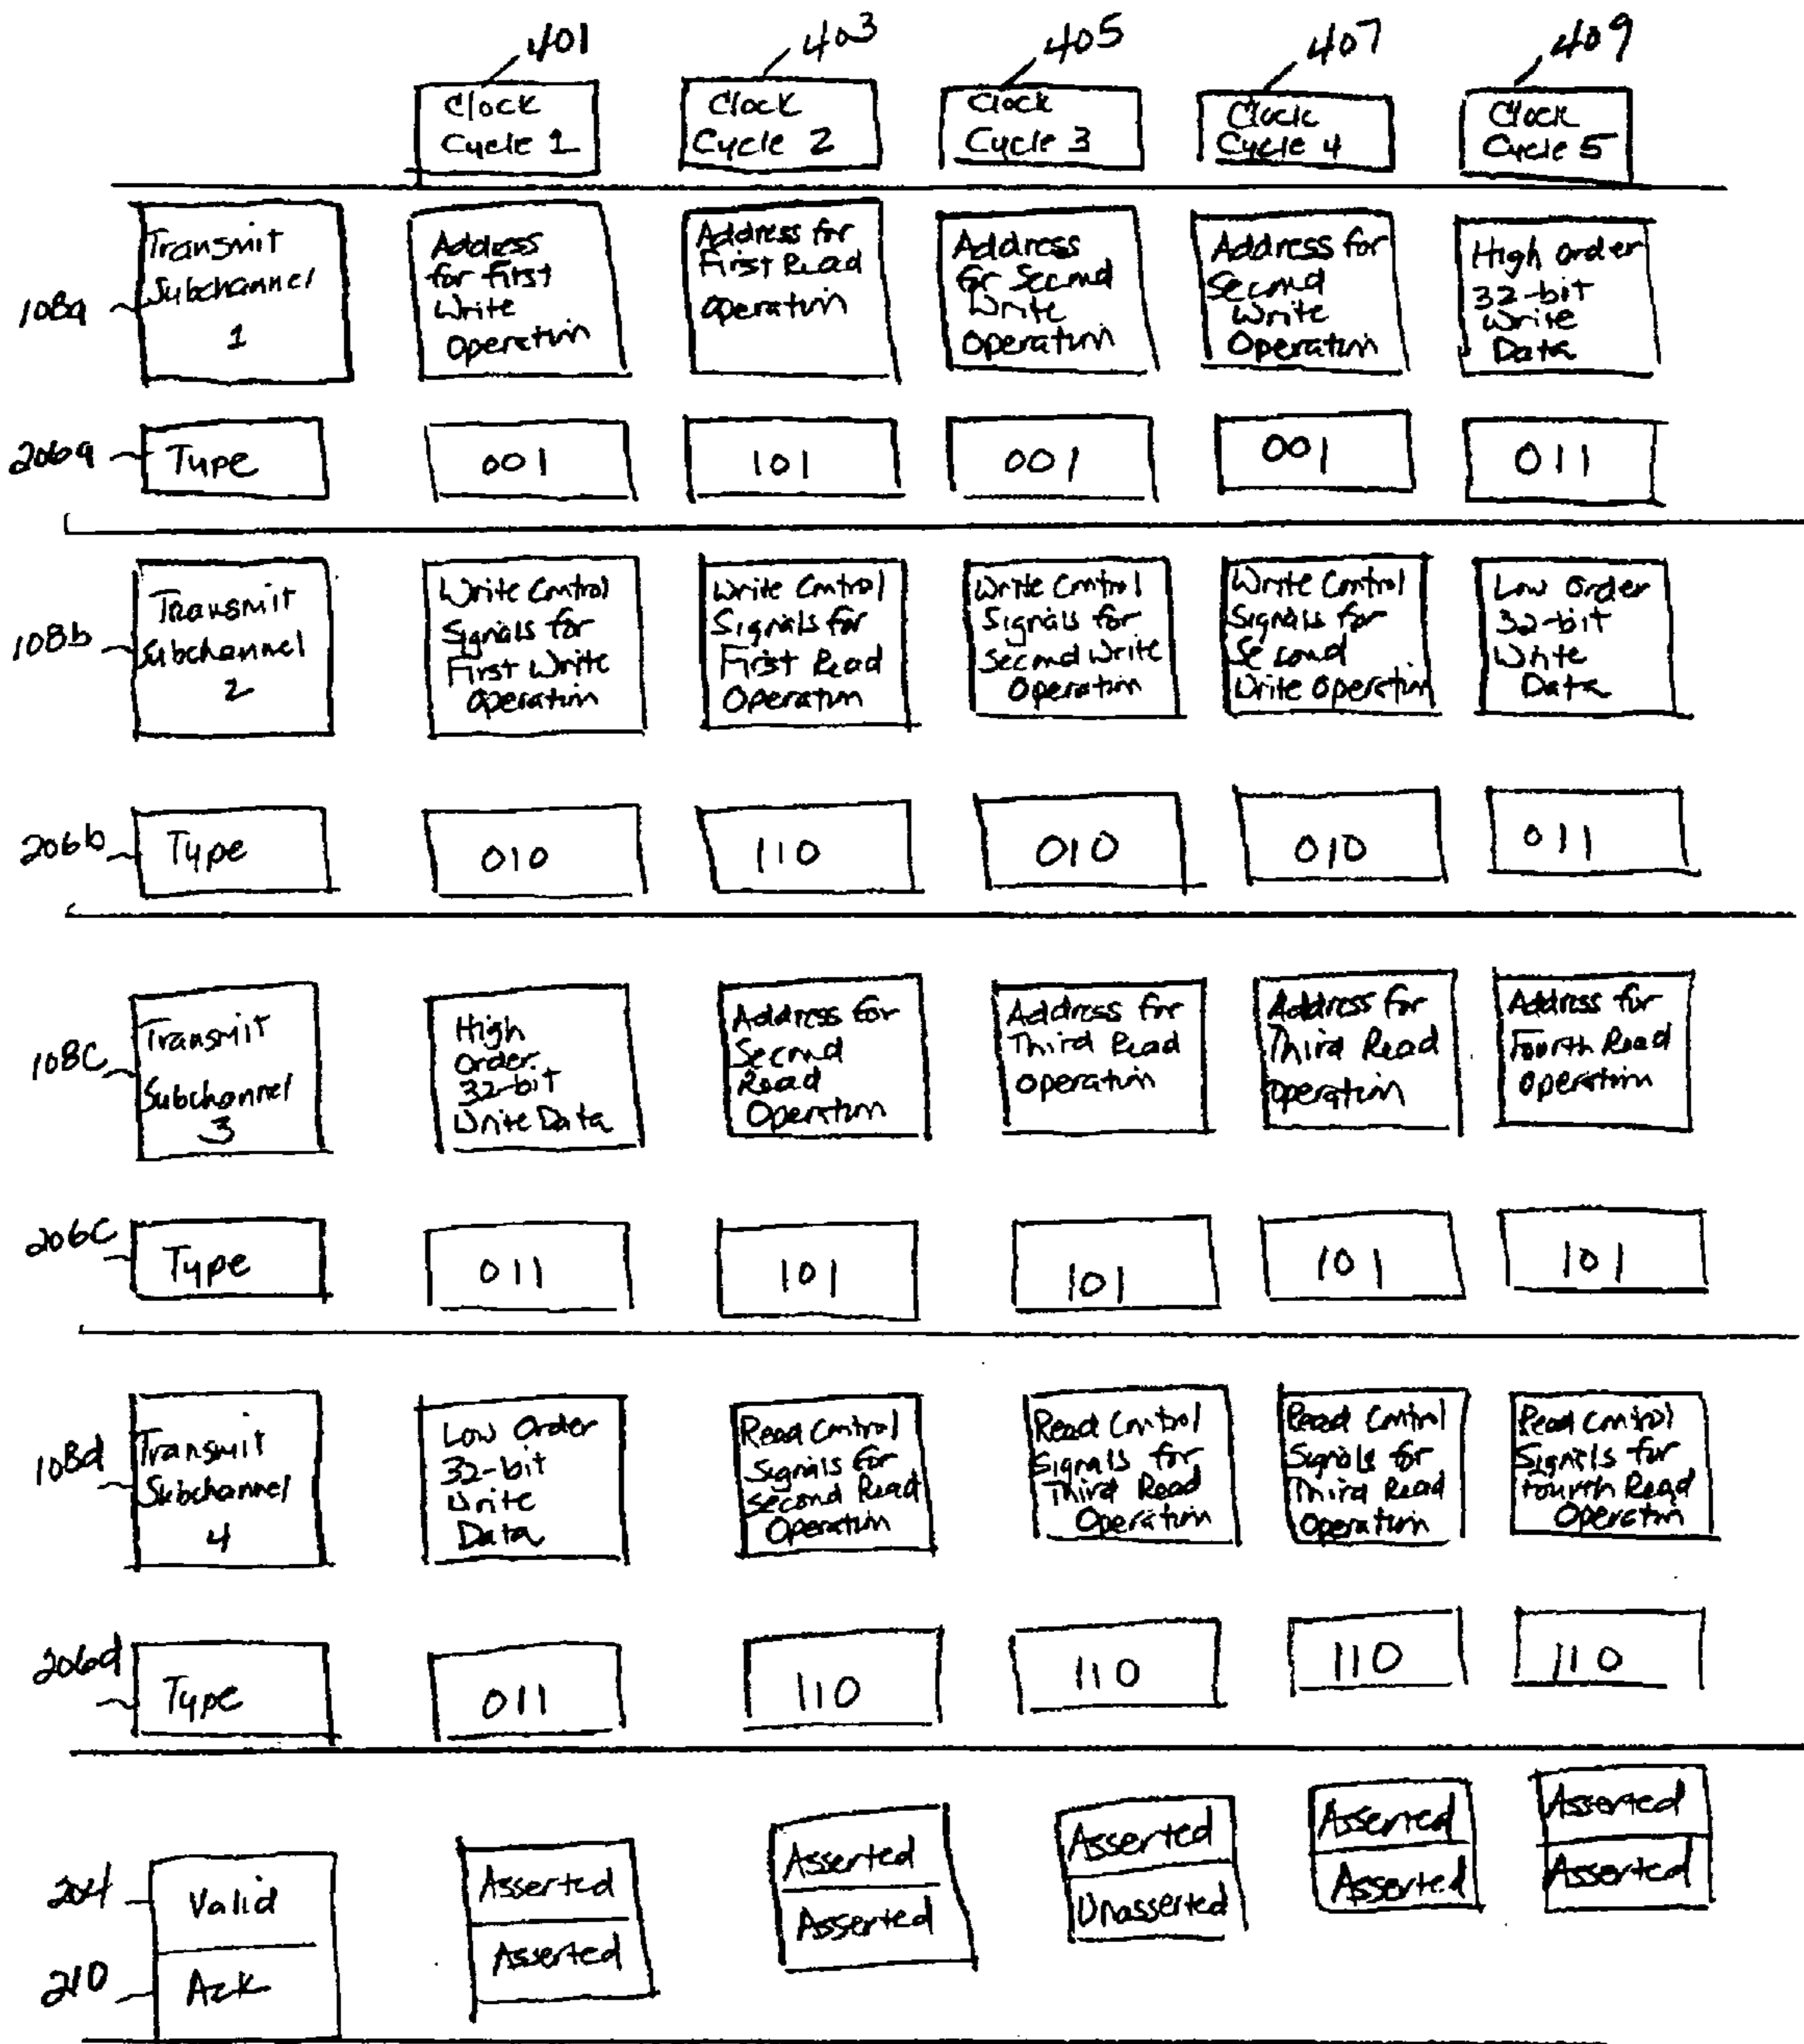 401 403 405 407 409
Clock Clock Clock Clock Clock
Cycle 1 Cycle 2 Cycle 3 Cycle 4 Cycle 5
108a
Transmit
Subchannel
1
Address
for First
Write
Operation
Address for
First Read
Operation
Address
for Second
Write
Operation
Address for
Second
Write
Operation
High Order
32-bit
Write
Data
206a
Type 001 101 001 001 011
108b
Transmit
Subchannel
2
Write Control
Signals for
First Write
Operation
Write Control
Signals for
First Read
Operation
Write Control
Signals for
Second Write
Operation
Write Control
Signals for
Second
Write Operation
Low Order
32-bit
Write
Data
206b
Type 010 110 010 010 011
108c
Transmit
Subchannel
3
High
Order
32-bit
Write Data
Address for
Second
Read
Operation
Address for
Third Read
Operation
Address for
Third Read
Operation
Address for
Fourth Read
Operation
206c
Type 011 101 101 101 101
108d
Transmit
Subchannel
4
Low Order
32-bit
Write
Data
Read Control
Signals for
Second Read
Operation
Read Control
Signals for
Third Read
Operation
Read Control
Signals for
Third Read
Operation
Read Control
Signals for
Fourth Read
Operation
206d
Type 011 110 110 110 110
204 Valid Asserted Asserted Asserted Asserted Asserted
210 Ack Asserted Asserted Unasserted Asserted Asserted